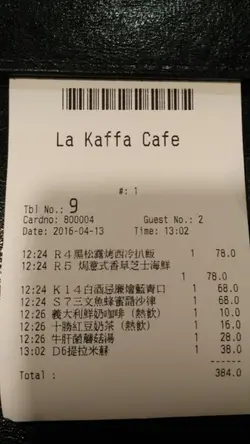 La Kaffa Cafe
#: 1
Tbl No.: 9
Cardno: 800004 Guest No.: 2
Date: 2016-04-13 Time: 13:02
12:24 R4黑松露烤西冷扒飯 1 78.0
12:24 R5 焗意式香草芝士海鮮
1 78.0
12:24 K14白酒忌廉燴藍青口 1 68.0
12:24 S7三文魚蜂蜜醬沙律 1 68.0
12:26 義大利鮮奶咖啡 (熱飲) 1 10.0
12:26 十勝紅豆奶茶 (熱飲) 1 16.0
12:26 牛肝菌蘑菇湯 1 28.0
13:02 D6提拉米蘇 1 38.0
Total : 384.0